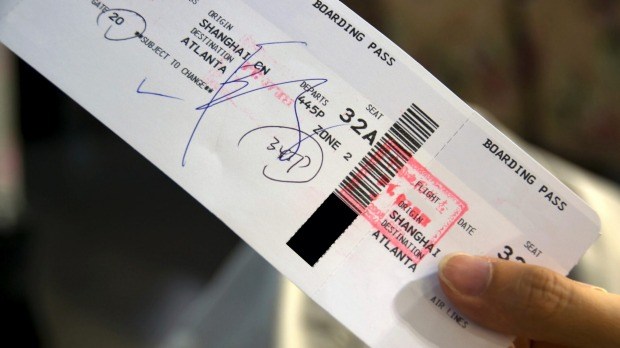 BOARDING PASS
GATE 20
**SUBJECT TO CHANGE**
ORIGIN
SHANGHAI CN
DESTINATION
ATLANTA
DEPARTS
445P
ZONE 2
SEAT
32A
BOARDING PASS
FLIGHT
ORIGIN
SHANGHAI
DESTINATION
ATLANTA
SEAT
32
AIR LINES